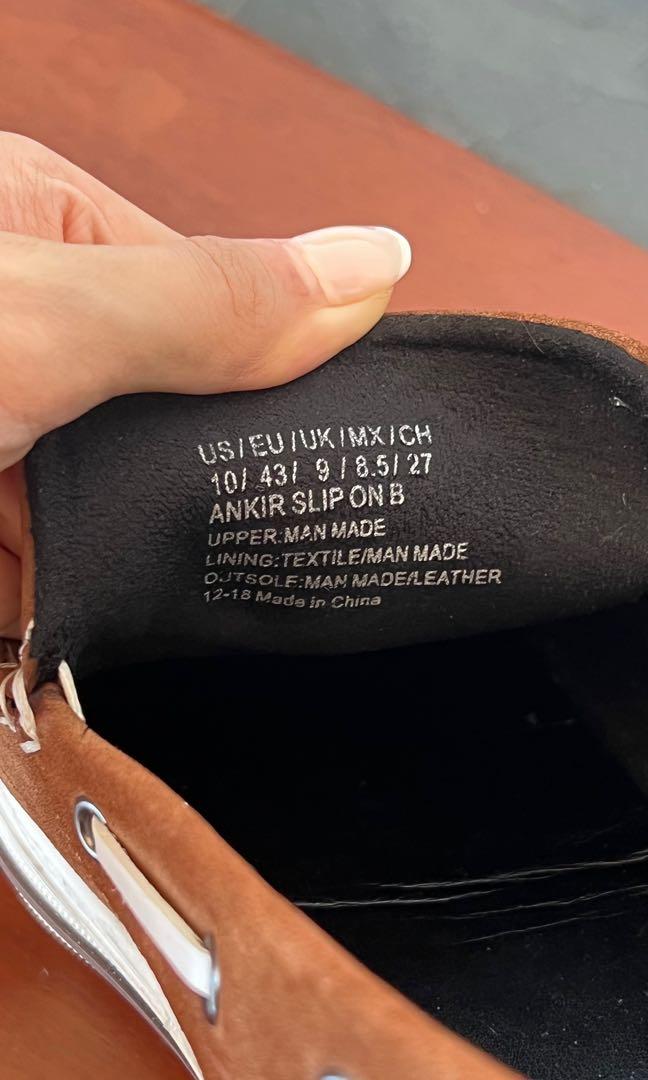 US/EU/UK/MX/CH
10/ 43/ 9 / 8.5/ 27
ANKIR SLIP ON B
UPPER:MAN MADE
LINING:TEXTILE/MAN MADE
OUTSOLE:MAN MADE/LEATHER
12-18 Made in China